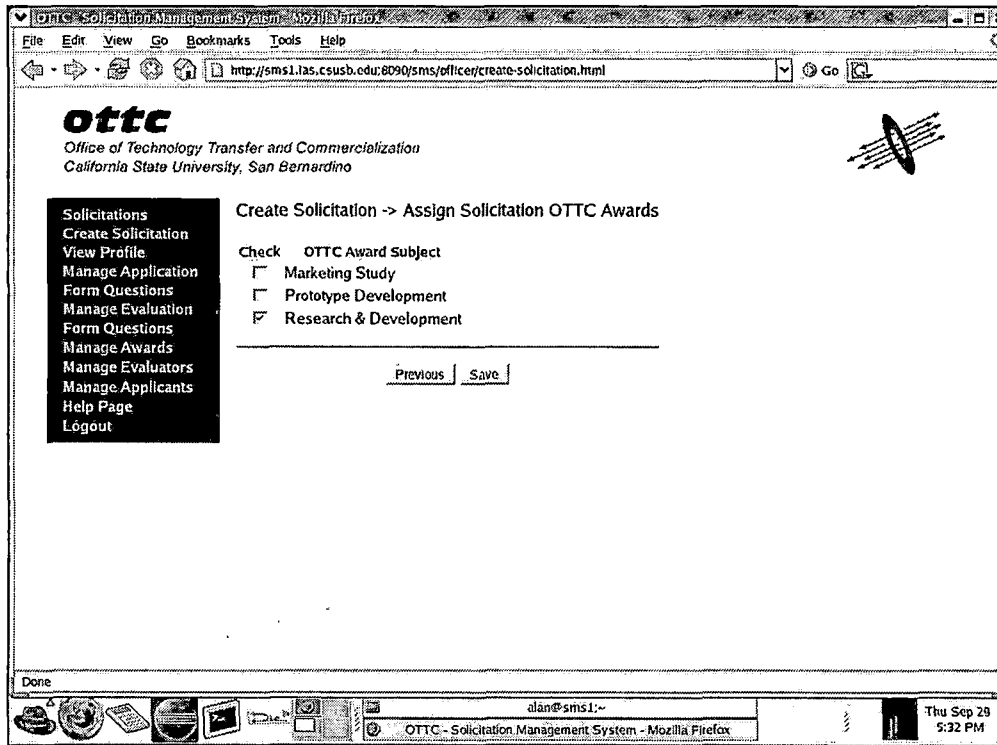 OTTC - Solicitation Management System - Mozilla Firefox
File Edit View Go Bookmarks Tools Help
http://sms1.ias.csusb.edu:8090/sms/officer/create-solicitation.html Go
ottc
Office of Technology Transfer and Commercialization
California State University, San Bernardino
Solicitations
Create Solicitation
View Profile
Manage Application
Form Questions
Manage Evaluation
Form Questions
Manage Awards
Manage Evaluators
Manage Applicants
Help Page
Logout
Create Solicitation -> Assign Solicitation OTTC Awards
Check OTTC Award Subject
Marketing Study
Prototype Development
Research & Development
Previous Save
Done
alan@sms1:~
OTTC - Solicitation Management System - Mozilla Firefox
Thu Sep 29
5:32 PM